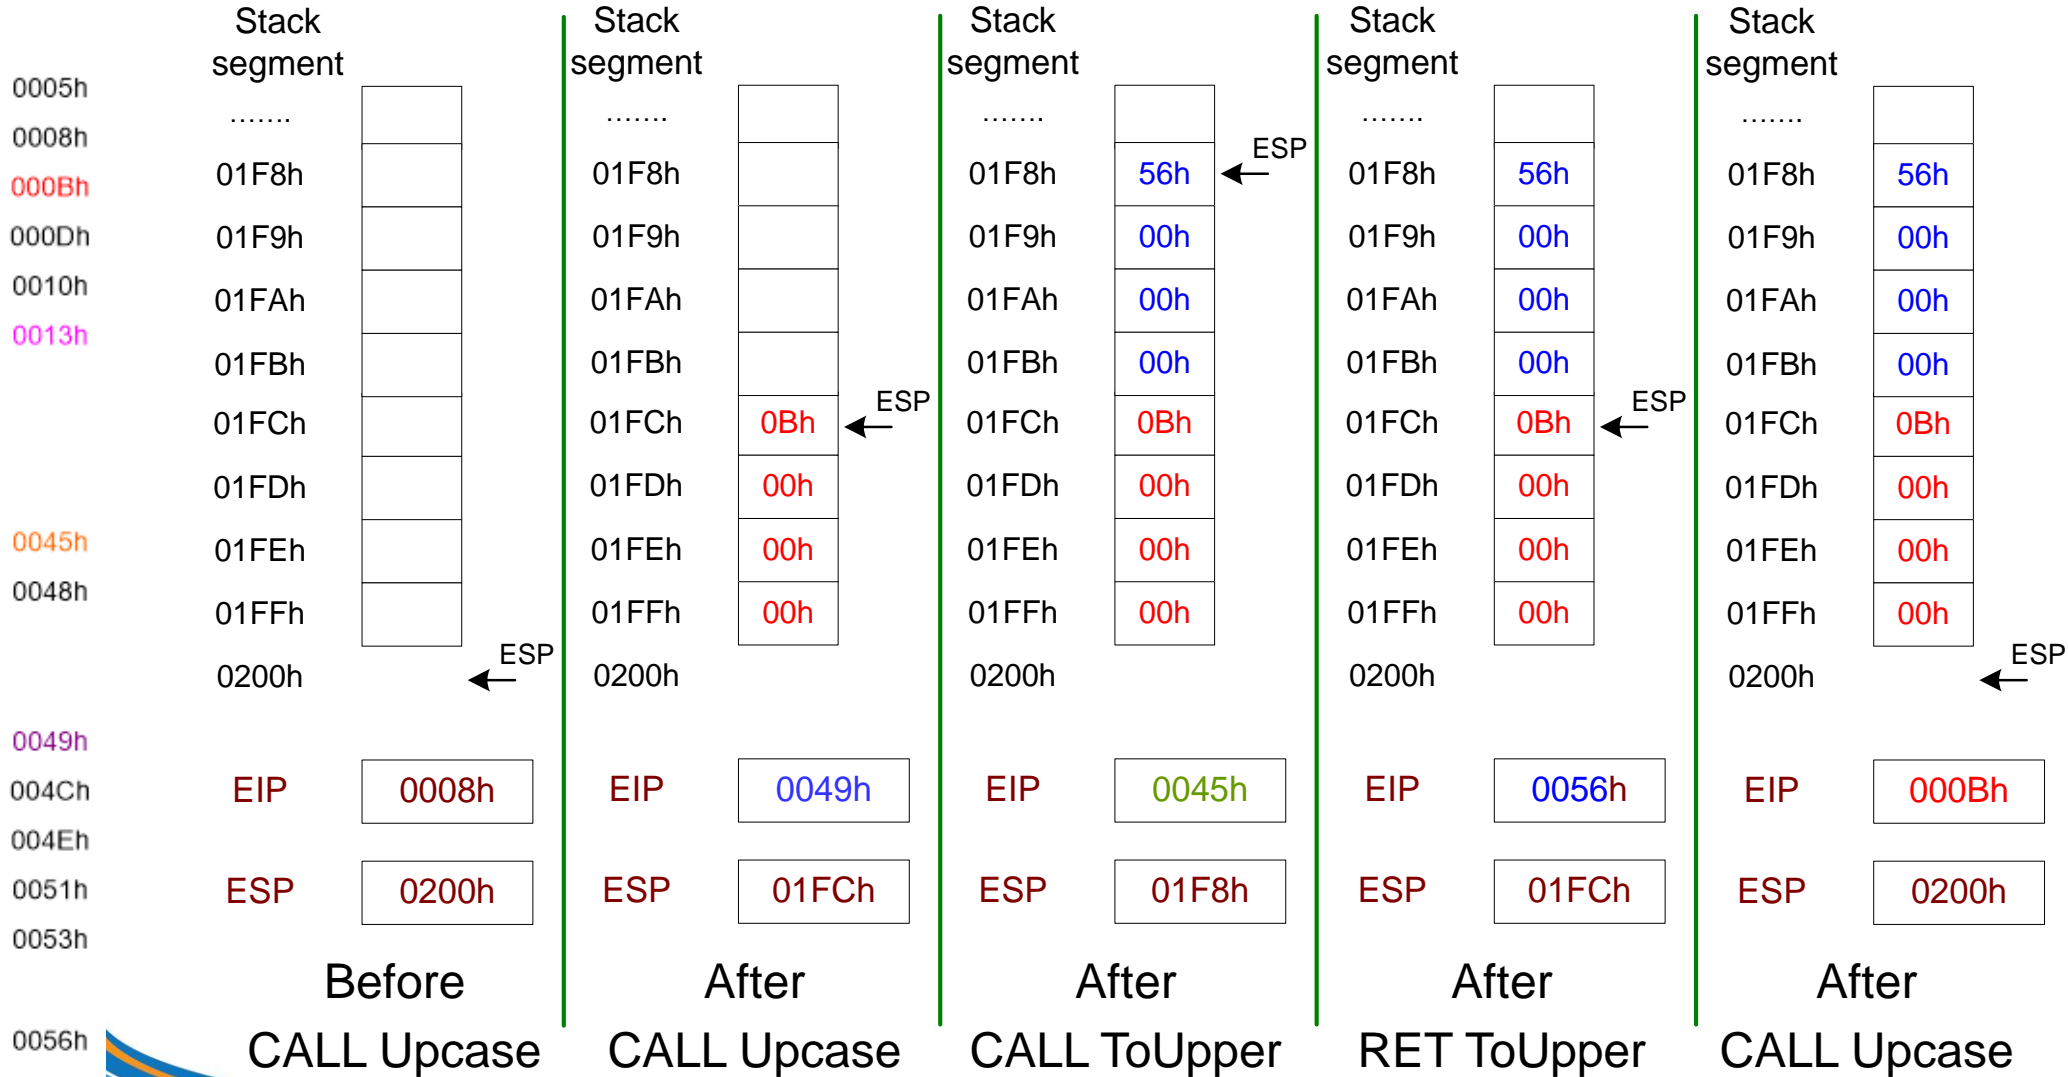 Stack Stack Stack Stack Stack
segment segment segment segment segment
0005h
....... ....... ....... ....... .......
0008h
ESP
01F8h 01F8h 01F8h 56h 01F8h 56h 01F8h 56h
000Bh
000Dh 01F9h 01F9h 01F9h 00h 01F9h 00h 01F9h 00h
0010h 01FAh 01FAh 01FAh 00h 01FAh 00h 01FAh 00h
0013h
01FBh 01FBh 01FBh 00h 01FBh 00h 01FBh 00h
ESP ESP
01FCh 01FCh 0Bh 01FCh 0Bh 01FCh 0Bh 01FCh 0Bh
01FDh 01FDh 00h 01FDh 00h 01FDh 00h 01FDh 00h
0045h 01FEh 01FEh 00h 01FEh 00h 01FEh 00h 01FEh 00h
0048h
01FFh 01FFh 00h 01FFh 00h 01FFh 00h 01FFh 00h
ESP ESP
0200h 0200h 0200h 0200h 0200h
0049h
004Ch EIP 0008h EIP 0049h EIP 0045h EIP 0056h EIP 000Bh
004Eh
0051h ESP 0200h ESP 01FCh ESP 01F8h ESP 01FCh ESP 0200h
0053h
Before After After After After
0056h CALL Upcase CALL Upcase CALL ToUpper RET ToUpper CALL Upcase